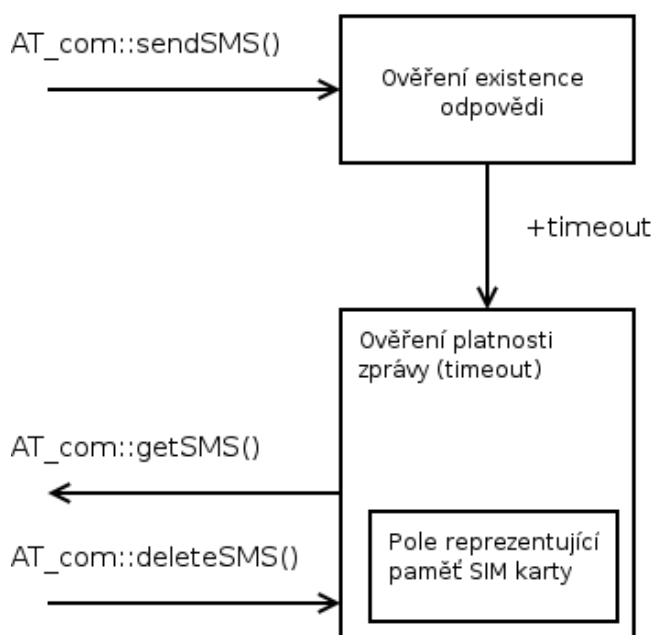 AT_com::sendSMS()
Ověření existence
odpovědi
+timeout
Ověření platnosti
zprávy (timeout)
AT_com::getSMS()
AT_com::deleteSMS()
Pole reprezentující
paměť SIM karty